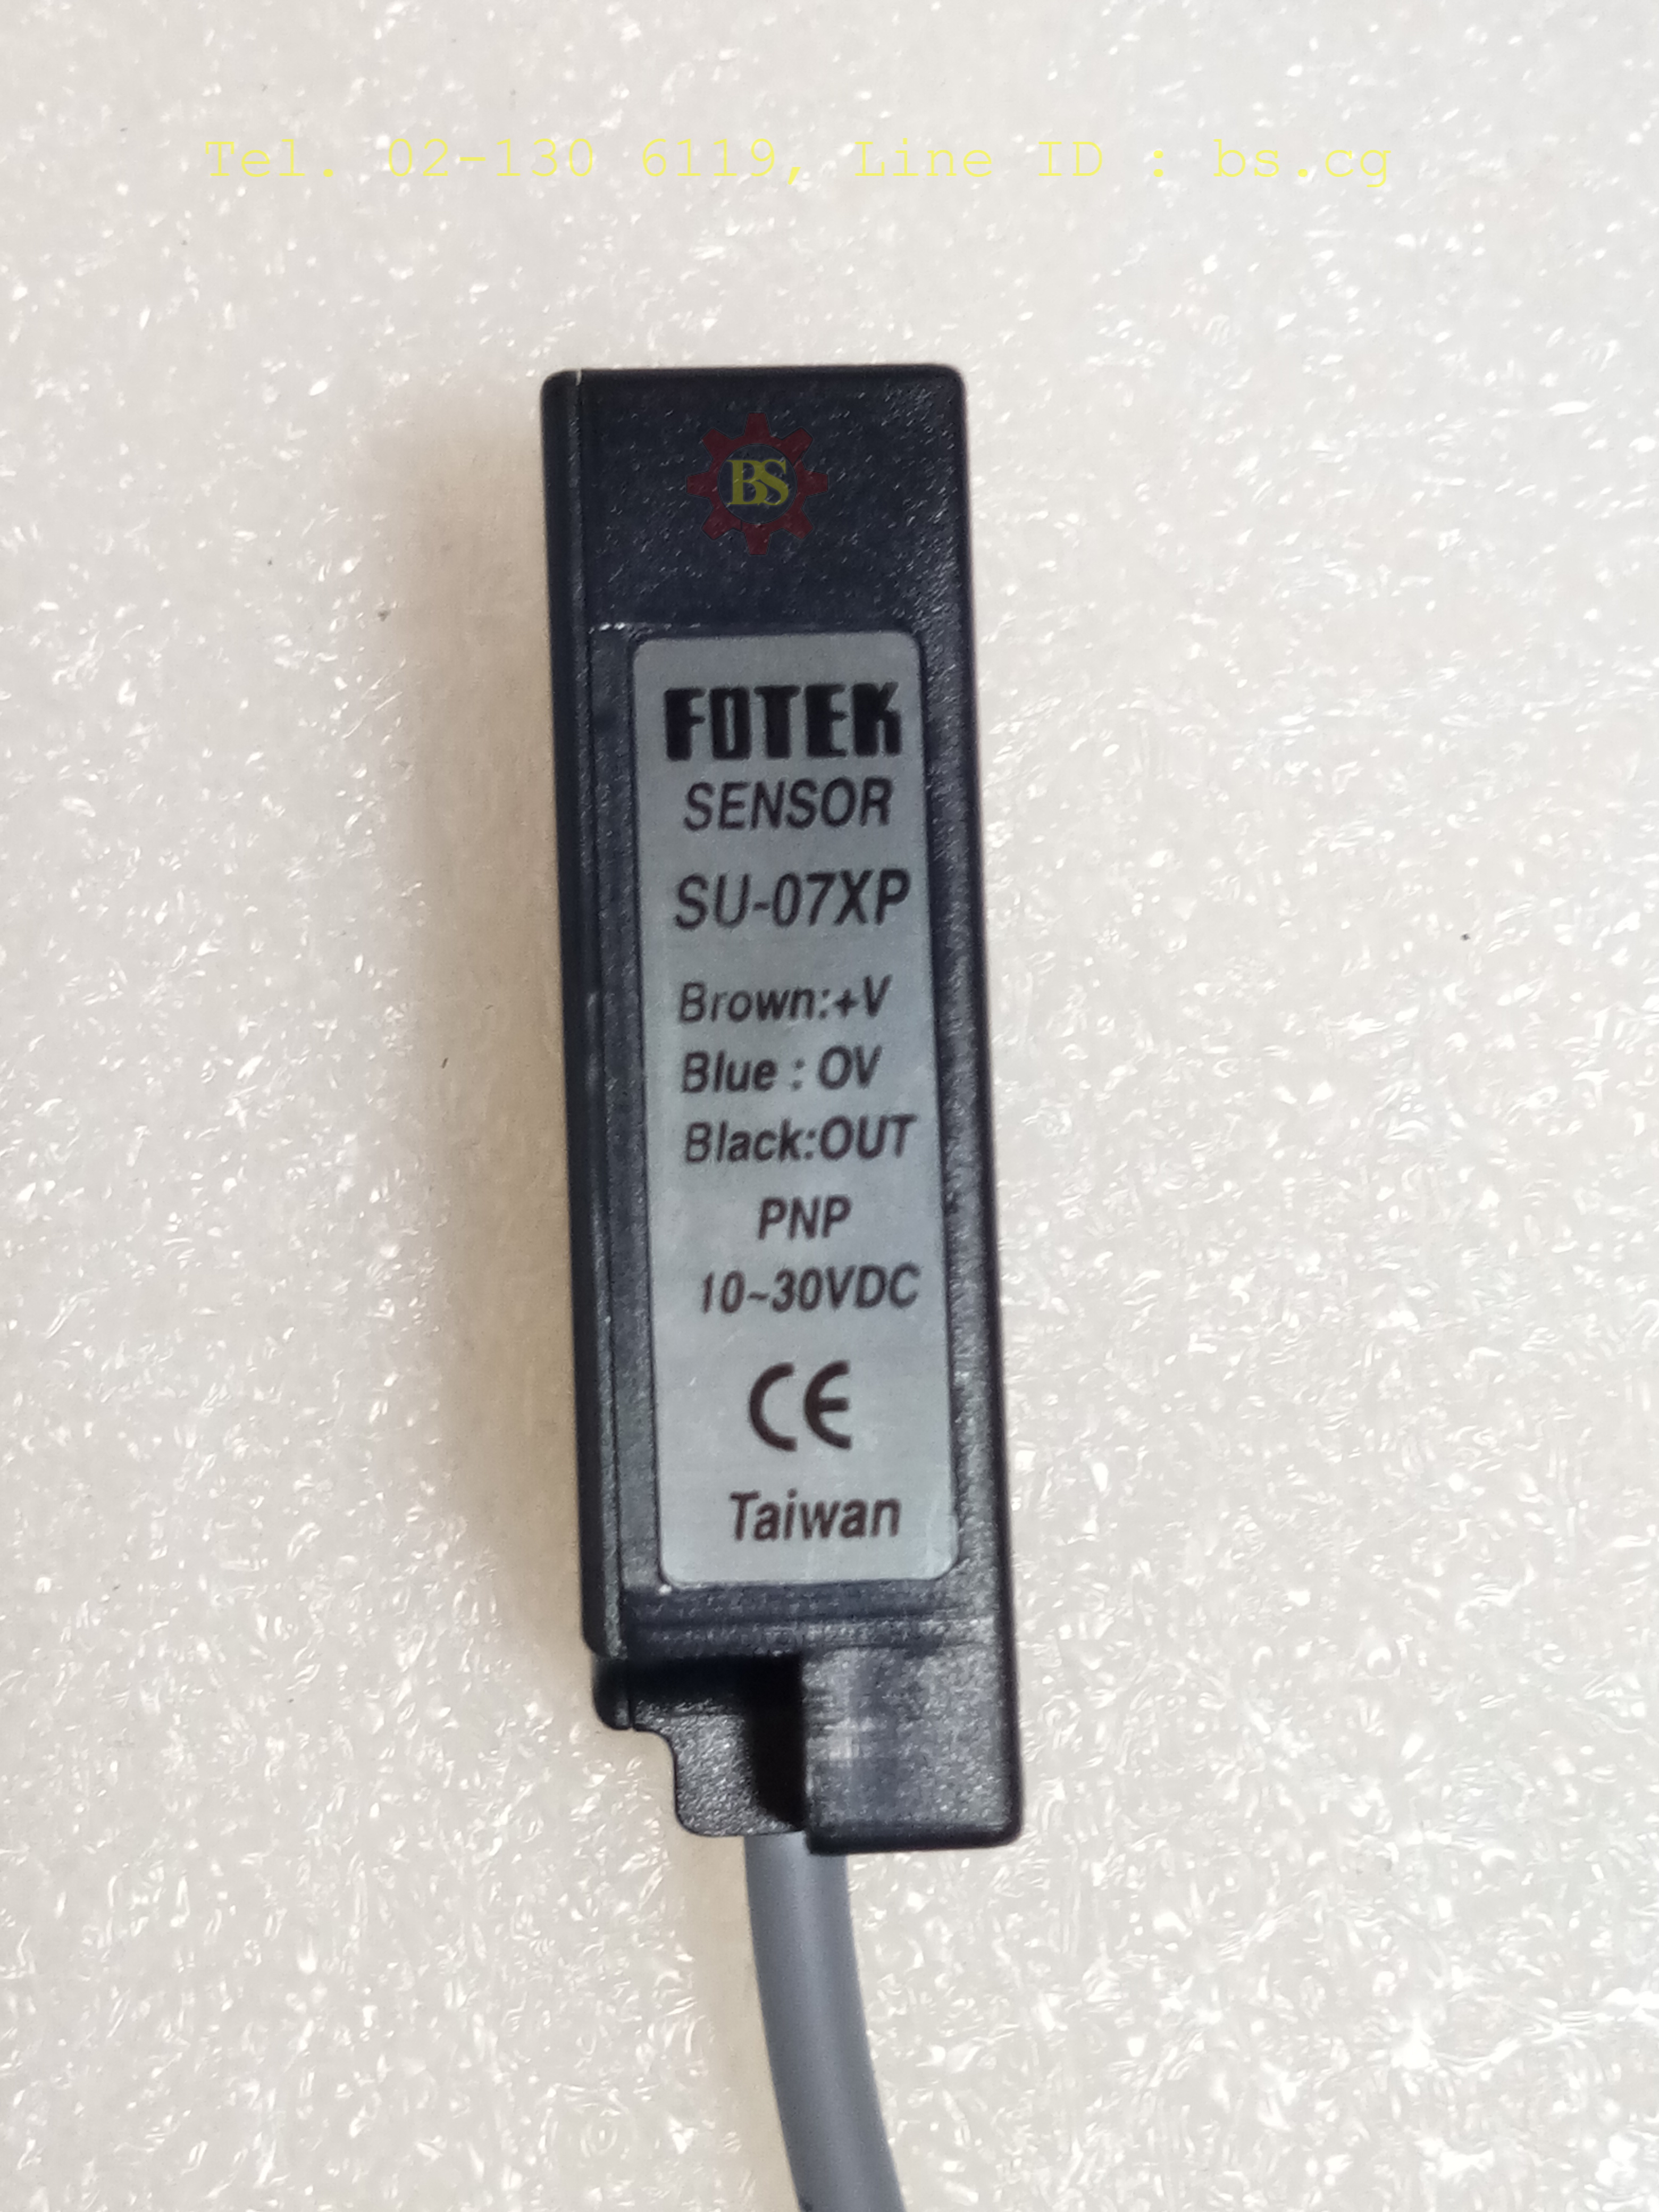 Tel. 02-130 6119, Line ID : bs.cg
BS
FOTEK
SENSOR
SU-07XP
Brown:+V
Blue : OV
Black:OUT
PNP
10~30VDC
CE
Taiwan